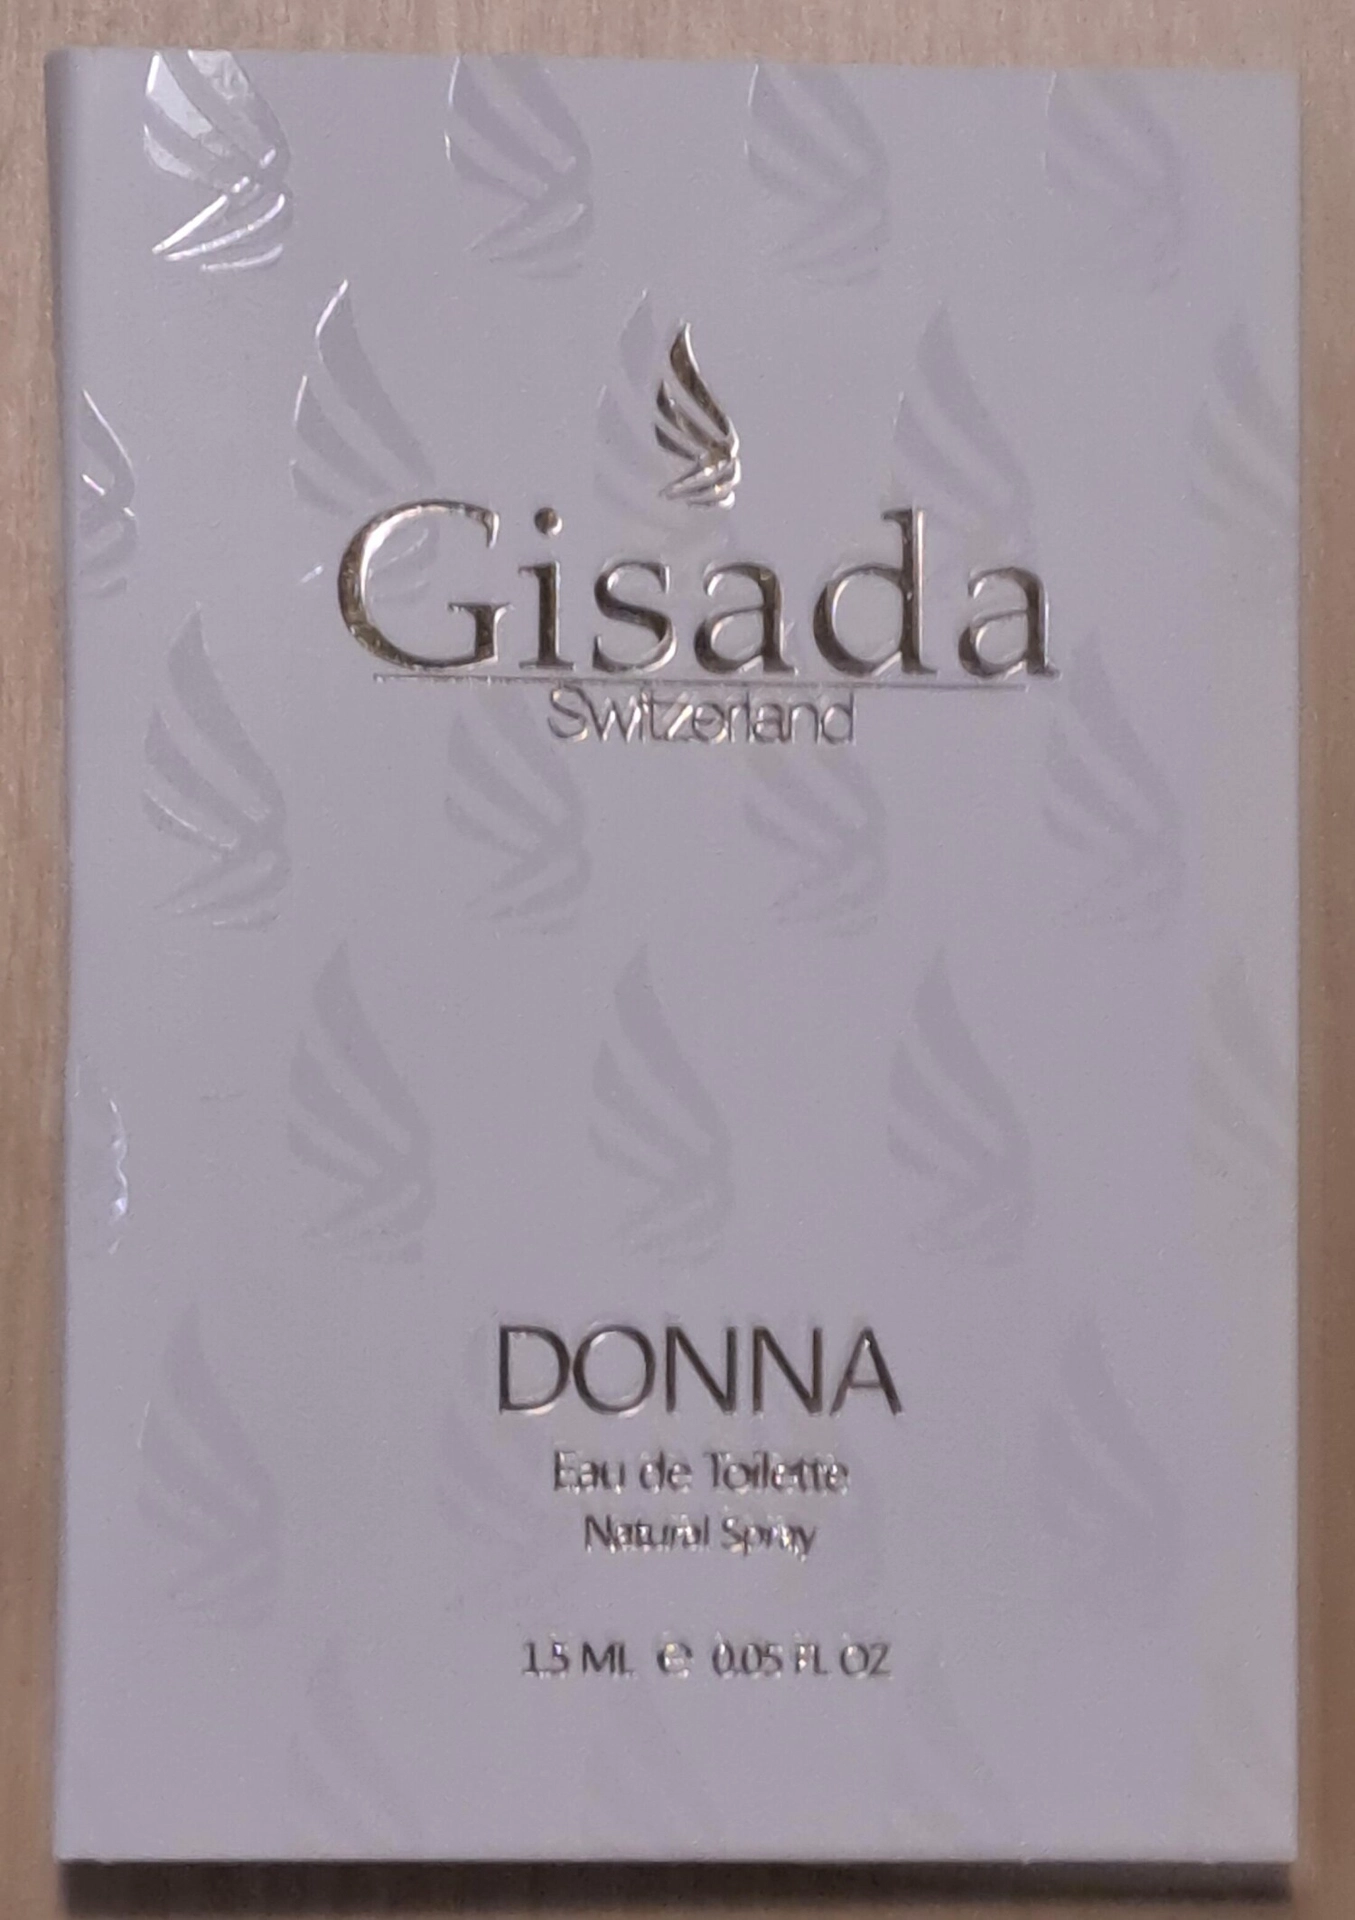 Gisada
Switzerland
DONNA
Eau de Toilette
Natural Spray
1.5 ML e 0.05 FL OZ